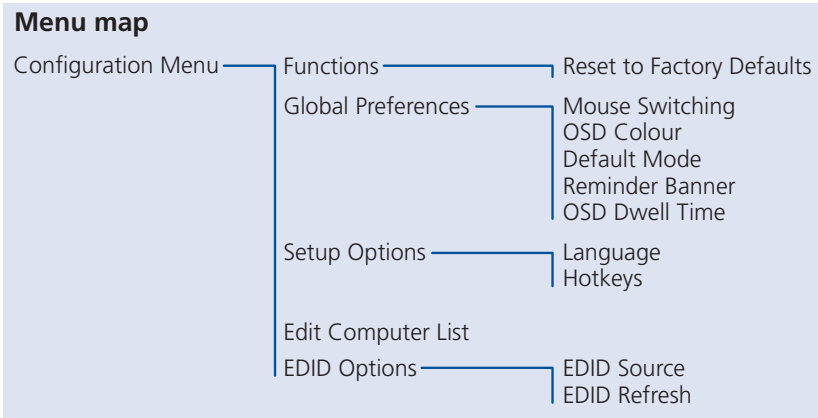 Menu map
Configuration Menu Functions Reset to Factory Defaults
Global Preferences Mouse Switching
OSD Colour
Default Mode
Reminder Banner
OSD Dwell Time
Setup Options Language
Hotkeys
Edit Computer List
EDID Options EDID Source
EDID Refresh